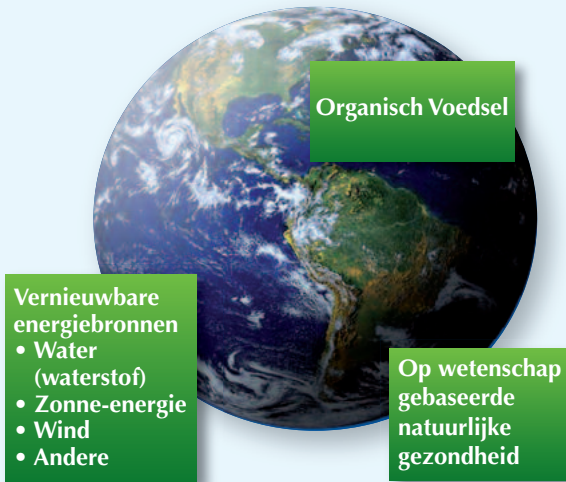 Organisch Voedsel
Vernieuwbare
energiebronnen
• Water
(waterstof)
• Zonne-energie
• Wind
• Andere
Op wetenschap
gebaseerde
natuurlijke
gezondheid